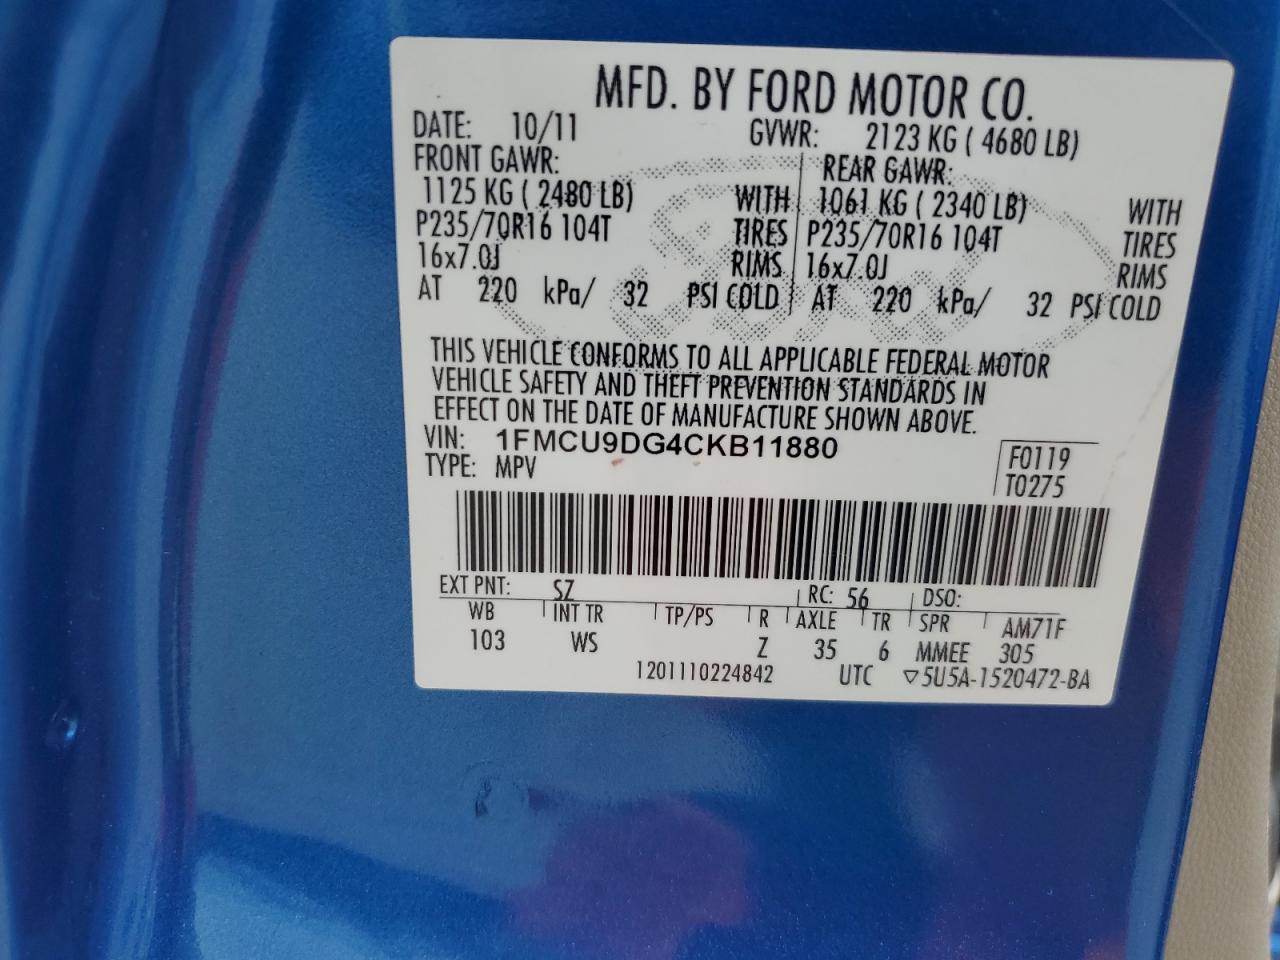 MFD. BY FORD MOTOR CO.
DATE: 10/11 GVWR: 2123 KG ( 4680 LB)
FRONT GAWR: REAR GAWR:
1125 KG ( 2480 LB) WITH 1061 KG ( 2340 LB) WITH
P235/70R16 104T TIRES P235/70R16 104T TIRES
16x7.0J RIMS 16x7.0J RIMS
AT 220 kPa/ 32 PSI COLD AT 220 kPa/ 32 PSI COLD
THIS VEHICLE CONFORMS TO ALL APPLICABLE FEDERAL MOTOR
VEHICLE SAFETY AND THEFT PREVENTION STANDARDS IN
EFFECT ON THE DATE OF MANUFACTURE SHOWN ABOVE.
VIN: 1FMCU9DG4CKB11880 F0119
TYPE: MPV T0275
EXT PNT: SZ RC: 56 DSO:
WB INT TR TP/PS R AXLE TR SPR AM71F
103 WS Z 35 6 MMEE 305
1201110224842 UTC ▽5U5A-1520472-BA
Ford